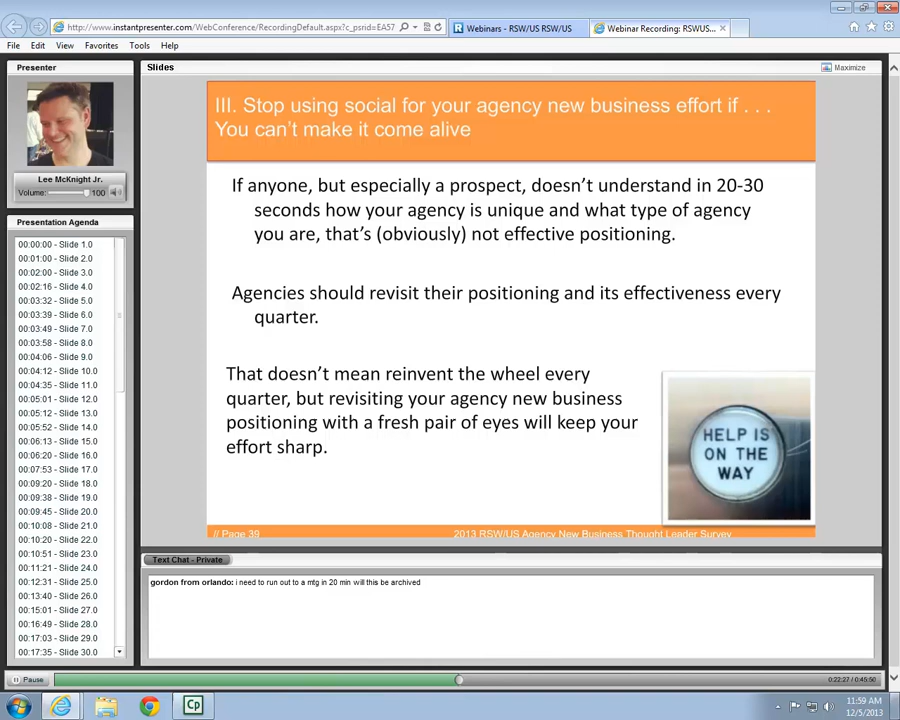 http://www.instantpresenter.com/WebConference/RecordingDefault.aspx?c_psrid=EA57
Webinars - RSW/US RSW/US
Webinar Recording: RSWUS...
File Edit View Favorites Tools Help
Presenter
Lee McKnight Jr.
Volume: 100
Presentation Agenda
00:00:00 - Slide 1.0
00:01:00 - Slide 2.0
00:02:00 - Slide 3.0
00:02:16 - Slide 4.0
00:03:32 - Slide 5.0
00:03:39 - Slide 6.0
00:03:49 - Slide 7.0
00:03:58 - Slide 8.0
00:04:06 - Slide 9.0
00:04:12 - Slide 10.0
00:04:35 - Slide 11.0
00:05:01 - Slide 12.0
00:05:12 - Slide 13.0
00:05:52 - Slide 14.0
00:06:13 - Slide 15.0
00:06:20 - Slide 16.0
00:07:53 - Slide 17.0
00:09:20 - Slide 18.0
00:09:38 - Slide 19.0
00:09:45 - Slide 20.0
00:10:08 - Slide 21.0
00:10:20 - Slide 22.0
00:10:51 - Slide 23.0
00:11:21 - Slide 24.0
00:12:31 - Slide 25.0
00:13:40 - Slide 26.0
00:15:01 - Slide 27.0
00:16:49 - Slide 28.0
00:17:03 - Slide 29.0
00:17:35 - Slide 30.0
Slides
Maximize
III. Stop using social for your agency new business effort if . . .
You can't make it come alive
If anyone, but especially a prospect, doesn't understand in 20-30
seconds how your agency is unique and what type of agency
you are, that's (obviously) not effective positioning.
Agencies should revisit their positioning and its effectiveness every
quarter.
That doesn't mean reinvent the wheel every
quarter, but revisiting your agency new business
positioning with a fresh pair of eyes will keep your
effort sharp.
HELP IS
ON THE
WAY
// Page 39 2013 RSW/US Agency New Business Thought Leader Survey
Text Chat - Private
gordon from orlando: i need to run out to a mtg in 20 min will this be archived
Pause
00:22:27 / 00:45:50
Cp
11:59 AM
12/5/2013